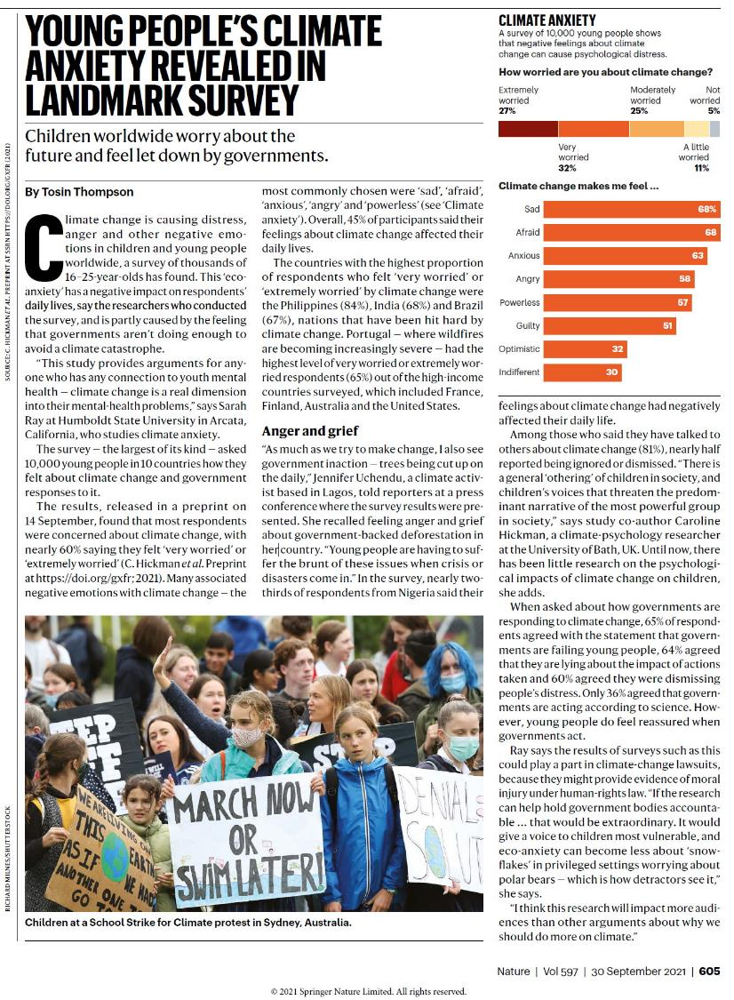 YOUNG PEOPLE'S CLIMATE
ANXIETY REVEALED IN
LANDMARK SURVEY
Children worldwide worry about the
future and feel let down by governments.
By Tosin Thompson
Climate change is causing distress,
anger and other negative emo-
tions in children and young people
worldwide, a survey of thousands of
16–25-year-olds has found. This ‘eco-
anxiety’ has a negative impact on respondents’
daily lives, say the researchers who conducted
the survey, and is partly caused by the feeling
that governments aren’t doing enough to
avoid a climate catastrophe.
“This study provides arguments for any-
one who has any connection to youth mental
health — climate change is a real dimension
into their mental-health problems,” says Sarah
Ray at Humboldt State University in Arcata,
California, who studies climate anxiety.
The survey — the largest of its kind — asked
10,000 young people in 10 countries how they
felt about climate change and government
responses to it.
The results, released in a preprint on
14 September, found that most respondents
were concerned about climate change, with
nearly 60% saying they felt ‘very worried’ or
‘extremely worried’ (C. Hickman et al. Preprint
at https://doi.org/gxfr; 2021). Many associated
negative emotions with climate change — the
most commonly chosen were ‘sad’, ‘afraid’,
‘anxious’, ‘angry’ and ‘powerless’ (see ‘Climate
anxiety’). Overall, 45% of participants said their
feelings about climate change affected their
daily lives.
The countries with the highest proportion
of respondents who felt ‘very worried’ or
‘extremely worried’ by climate change were
the Philippines (84%), India (68%) and Brazil
(67%), nations that have been hit hard by
climate change. Portugal — where wildfires
are becoming increasingly severe — had the
highest level of very worried or extremely wor-
ried respondents (65%) out of the high-income
countries surveyed, which included France,
Finland, Australia and the United States.
Anger and grief
“As much as we try to make change, I also see
government inaction — trees being cut up on
the daily,” Jennifer Uchendu, a climate activ-
ist based in Lagos, told reporters at a press
conference where the survey results were pre-
sented. She recalled feeling anger and grief
about government-backed deforestation in
her country. “Young people are having to suf-
fer the brunt of these issues when crisis or
disasters come in.” In the survey, nearly two-
thirds of respondents from Nigeria said their
CLIMATE ANXIETY
A survey of 10,000 young people shows
that negative feelings about climate
change can cause psychological distress.
How worried are you about climate change?
Extremely worried 27%
Very worried 32%
Moderately worried 25%
A little worried 11%
Not worried 5%
Climate change makes me feel ...
Sad 68%
Afraid 68
Anxious 63
Angry 58
Powerless 57
Guilty 51
Optimistic 32
Indifferent 30
feelings about climate change had negatively
affected their daily life.
Among those who said they have talked to
others about climate change (81%), nearly half
reported being ignored or dismissed. “There is
a general ‘othering’ of children in society, and
children’s voices that threaten the predom-
inant narrative of the most powerful group
in society,” says study co-author Caroline
Hickman, a climate-psychology researcher
at the University of Bath, UK. Until now, there
has been little research on the psychologi-
cal impacts of climate change on children,
she adds.
When asked about how governments are
responding to climate change, 65% of respond-
ents agreed with the statement that govern-
ments are failing young people, 64% agreed
that they are lying about the impact of actions
taken and 60% agreed they were dismissing
people’s distress. Only 36% agreed that govern-
ments are acting according to science. How-
ever, young people do feel reassured when
governments act.
Ray says the results of surveys such as this
could play a part in climate-change lawsuits,
because they might provide evidence of moral
injury under human-rights law. “If the research
can help hold government bodies accounta-
ble ... that would be extraordinary. It would
give a voice to children most vulnerable, and
eco-anxiety can become less about ‘snow-
flakes’ in privileged settings worrying about
polar bears — which is how detractors see it,”
she says.
“I think this research will impact more audi-
ences than other arguments about why we
should do more on climate.”
SOURCE: C. HICKMAN ET AL. PREPRINT AT SSRN HTTPS://DOI.ORG/GXFR (2021)
RICHARD MILNES/SHUTTERSTOCK
WE ARE LIVING ON
THIS EARTH
AS IF WE HAD
ANOTHER ONE TO
GO TO
MARCH NOW
OR
SWIM LATER!
DENIAL
SOLUT
Children at a School Strike for Climate protest in Sydney, Australia.
Nature | Vol 597 | 30 September 2021 | 605
© 2021 Springer Nature Limited. All rights reserved.